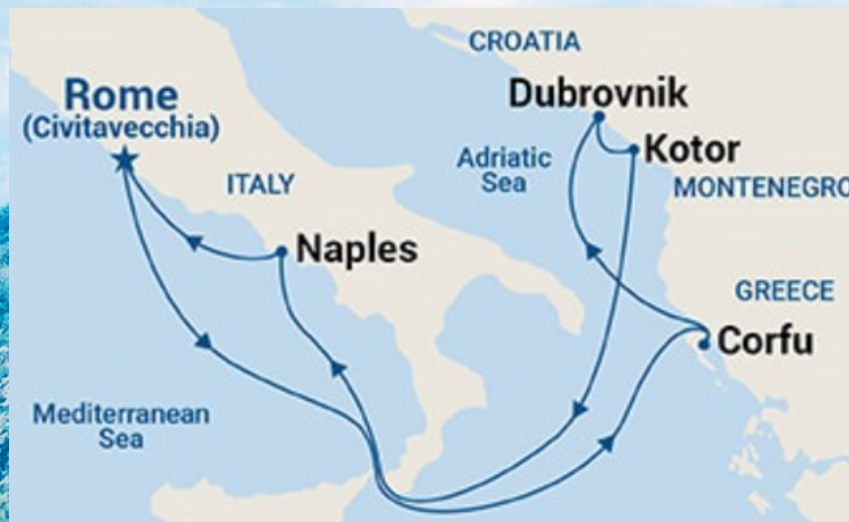 CROATIA
Rome
(Civitavecchia)
Dubrovnik
Adriatic
Sea
Kotor
ITALY
MONTENEGRO
Naples
GREECE
Corfu
Mediterranean
Sea